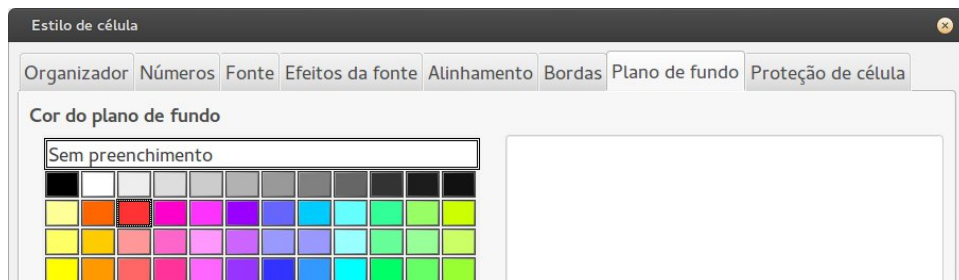 Estilo de célula
Organizador Números Fonte Efeitos da fonte Alinhamento Bordas Plano de fundo Proteção de célula
Cor do plano de fundo
Sem preenchimento